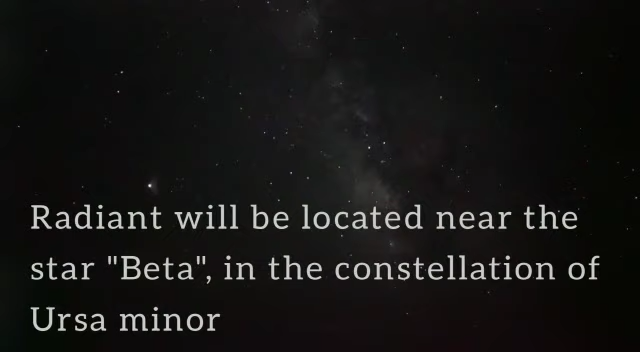 Radiant will be located near the
star "Beta", in the constellation of
Ursa minor